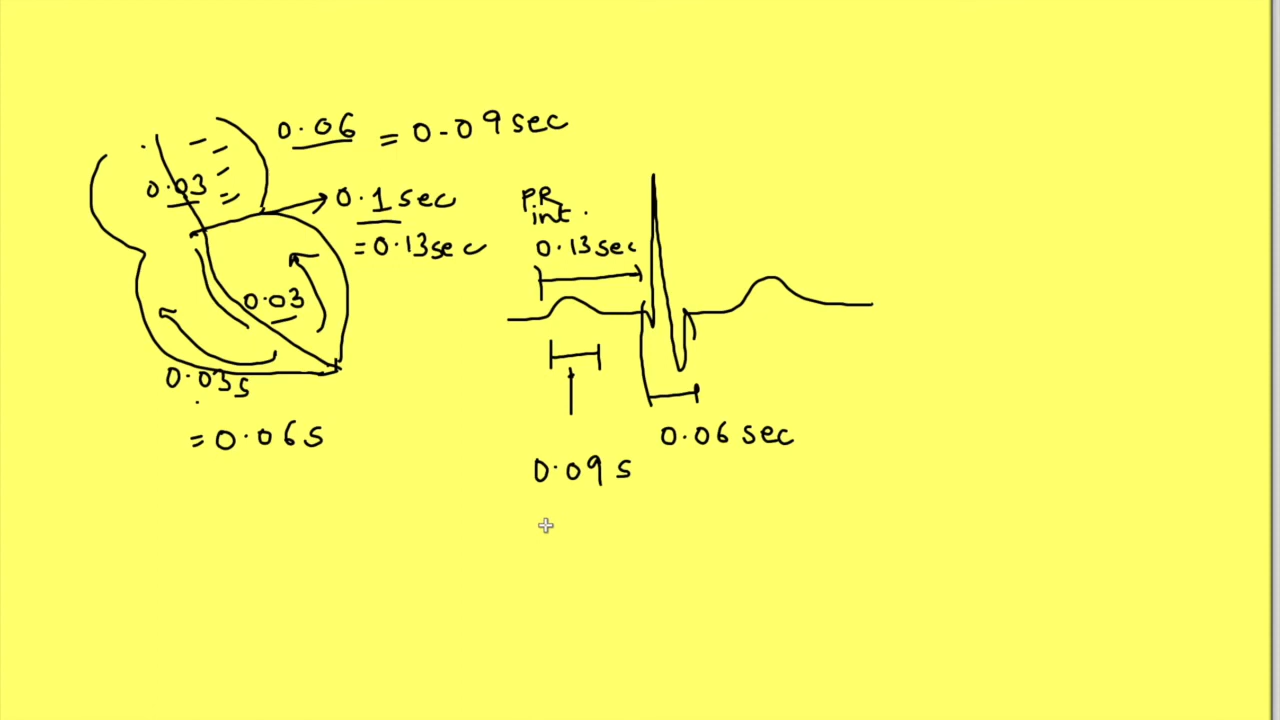 0.06 = 0.09 sec
0.03
0.1 sec
= 0.13 sec
0.03
0.03 s
= 0.06 s
P.R
int.
0.13 sec
0.06 sec
0.09 s